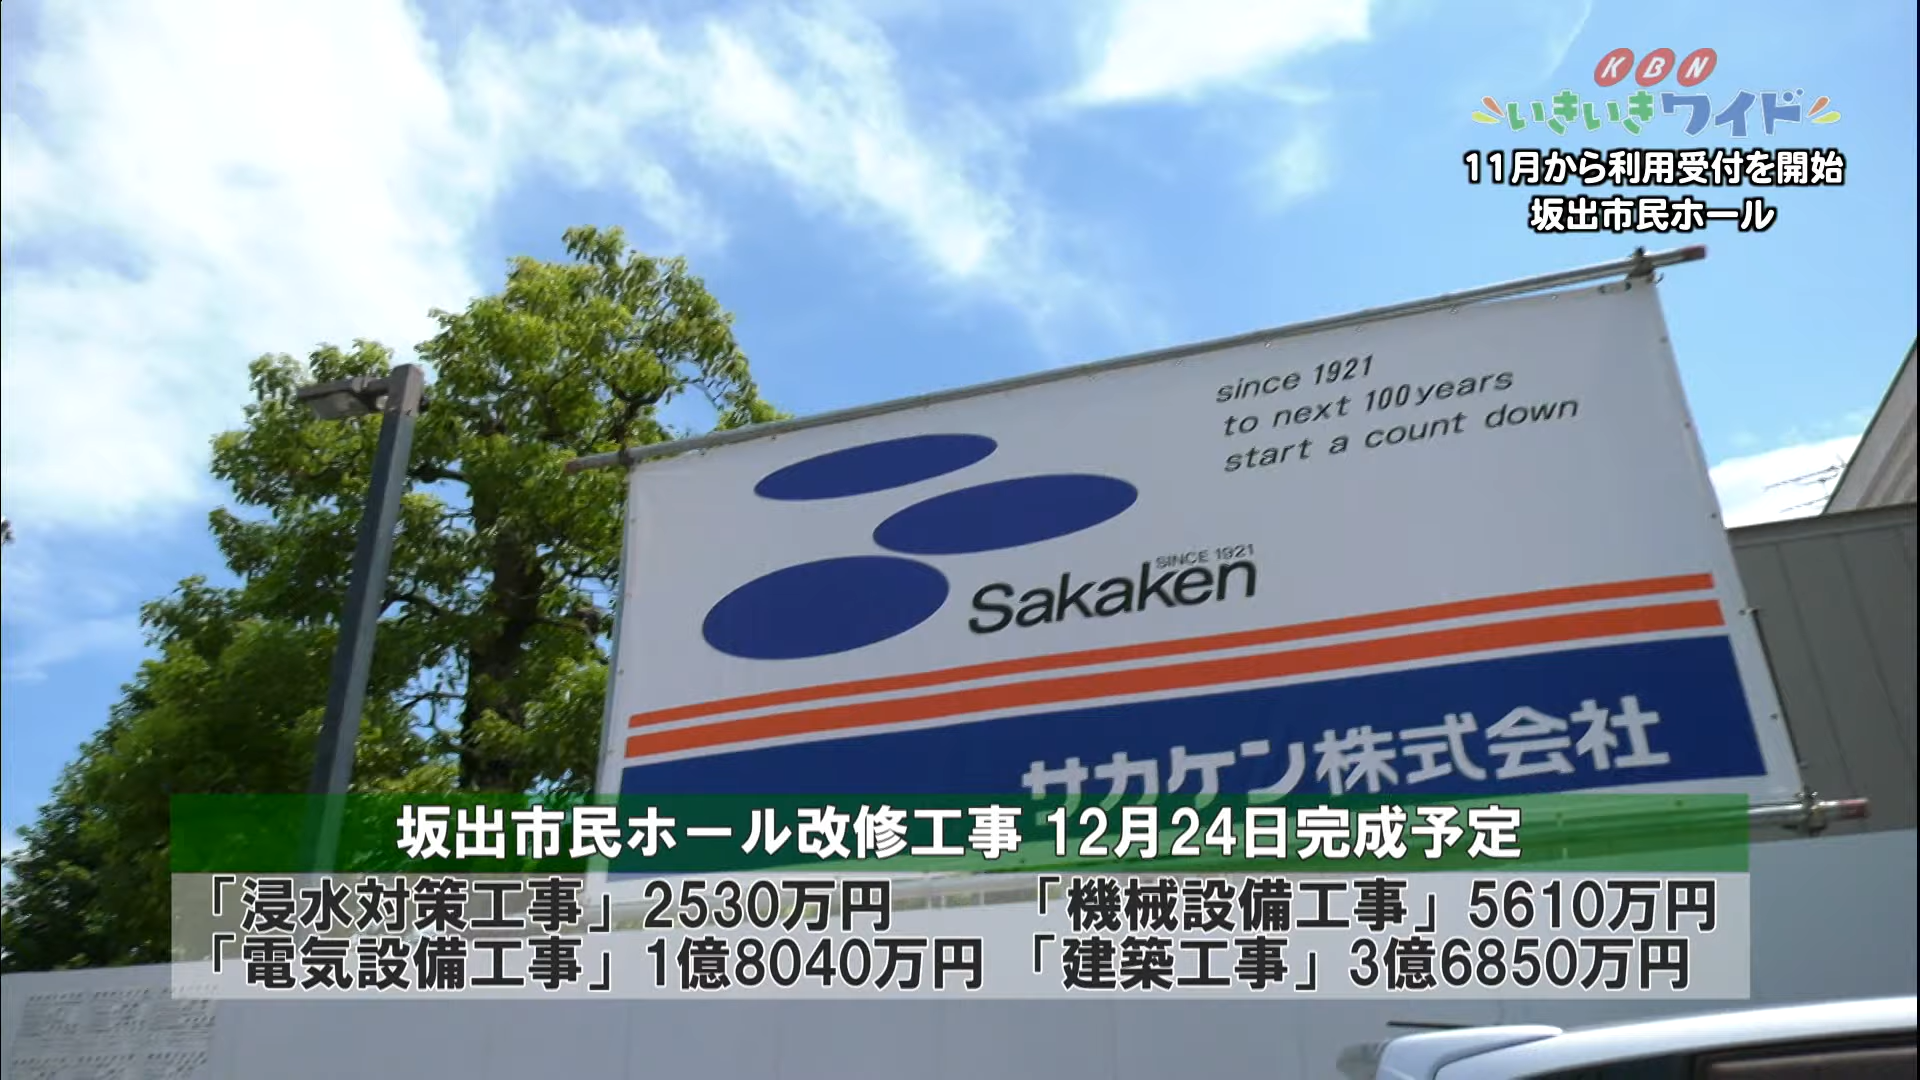 KBN
いきいきワイド
11月から利用受付を開始
坂出市民ホール
since 1921
to next 100years
start a count down
SINCE 1921
Sakaken
サカケン株式会社
坂出市民ホール改修工事 12月24日完成予定
「浸水対策工事」2530万円 「機械設備工事」5610万円
「電気設備工事」1億8040万円 「建築工事」3億6850万円